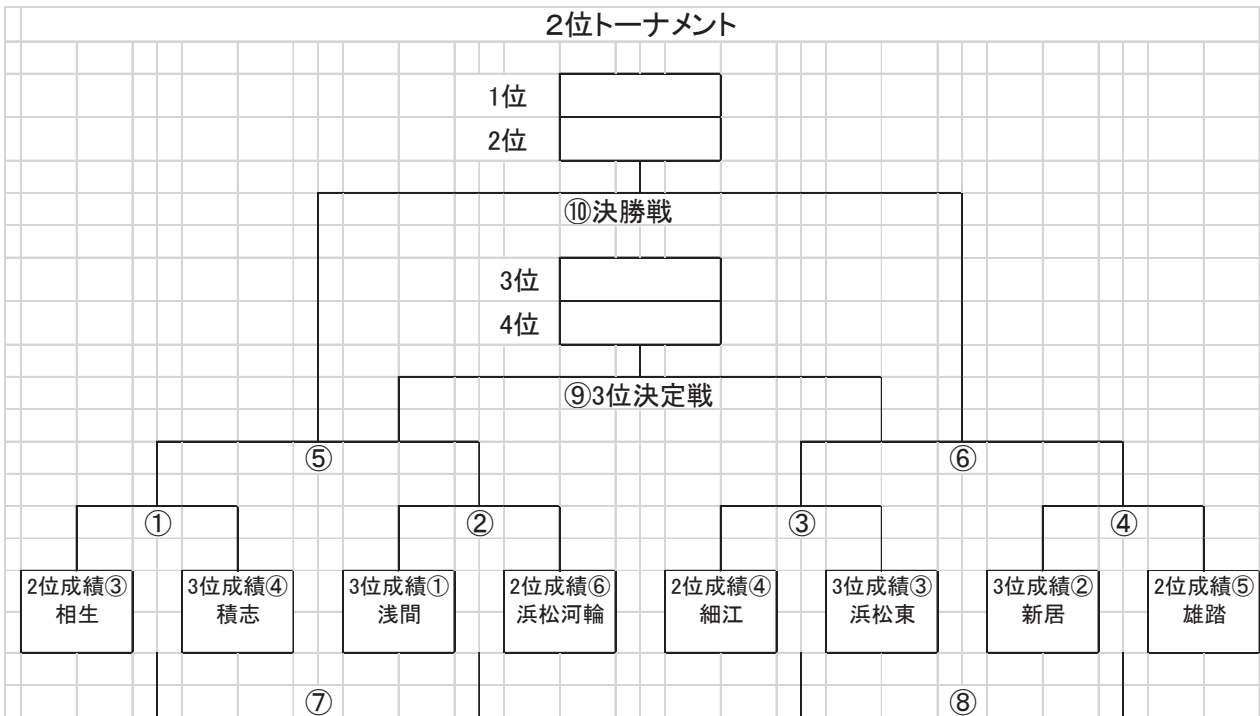 ２位トーナメント
1位
2位
⑩決勝戦
3位
4位
⑨3位決定戦
⑤
⑥
①
②
③
④
2位成績③
相生
3位成績④
積志
3位成績①
浅間
2位成績⑥
浜松河輪
2位成績④
細江
3位成績③
浜松東
3位成績②
新居
2位成績⑤
雄踏
⑦
⑧